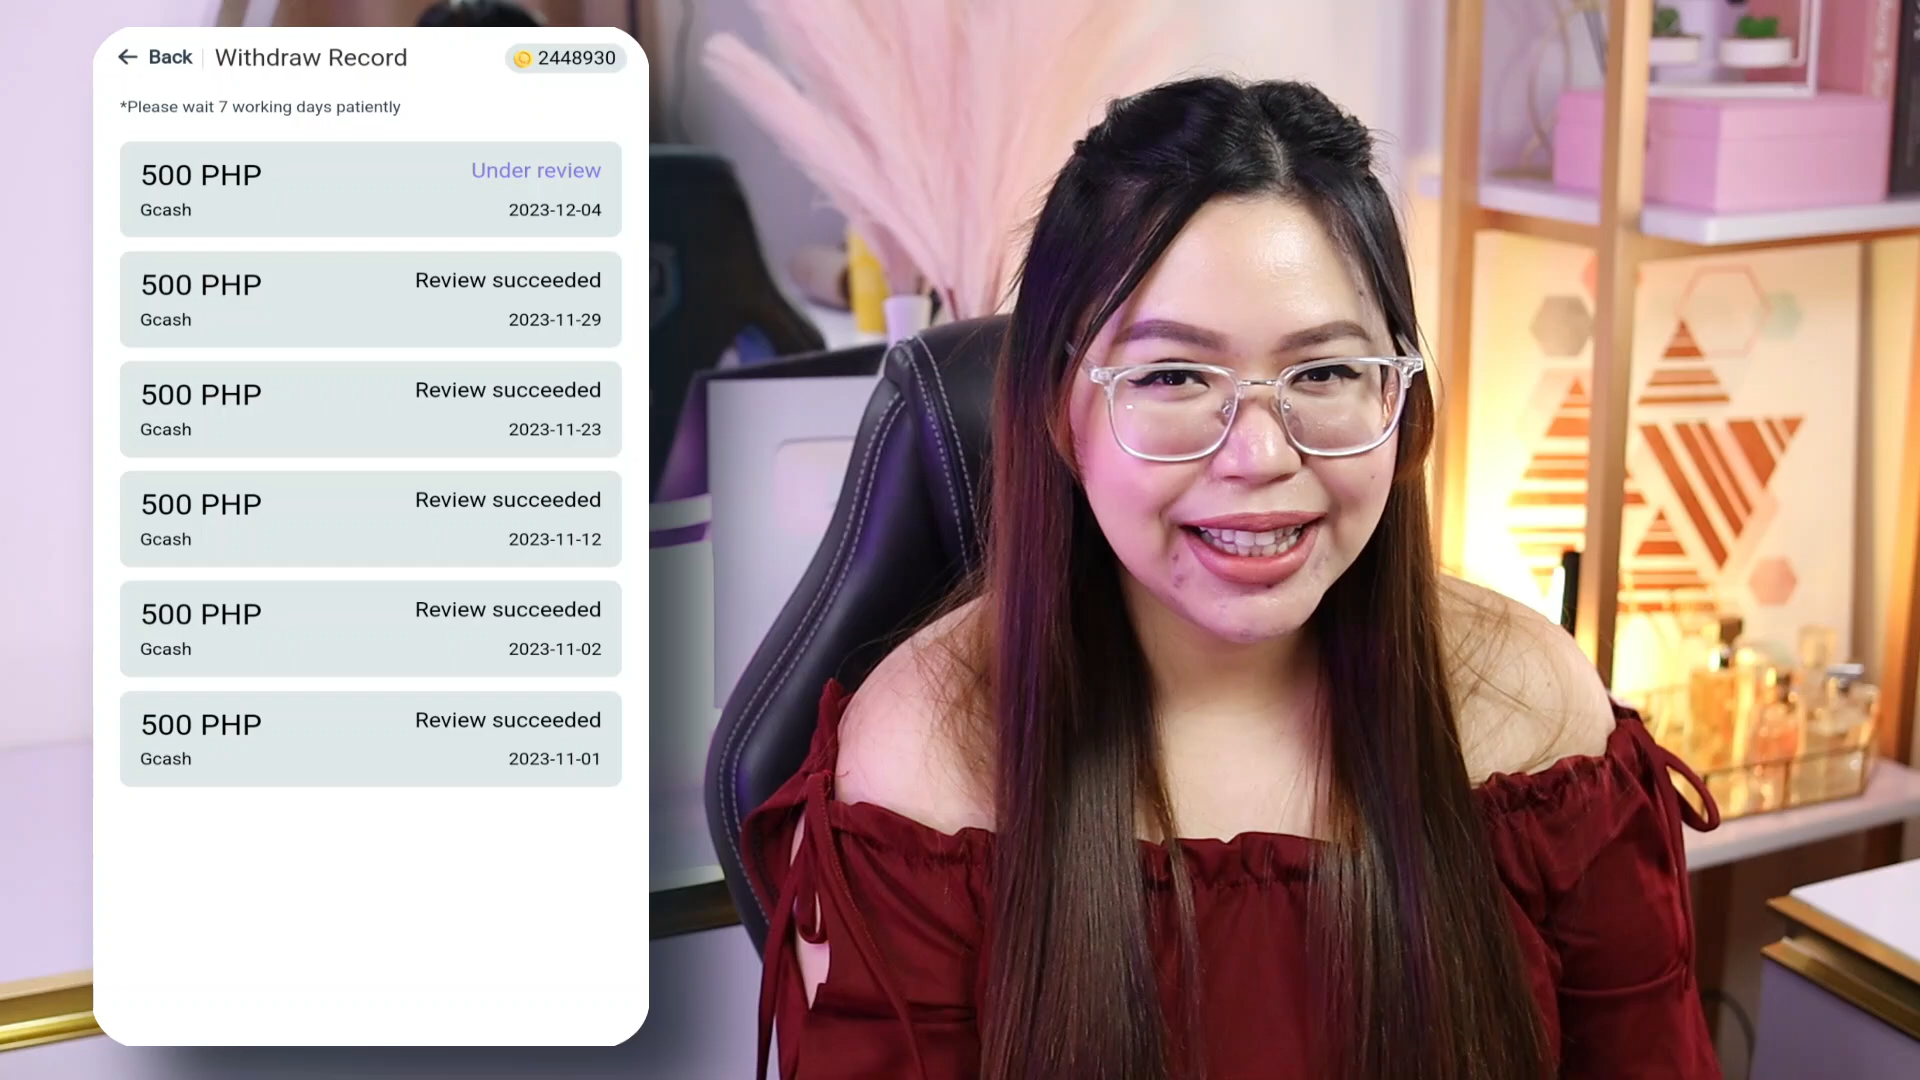 Back
Withdraw Record
2448930
*Please wait 7 working days patiently
500 PHP
Under review
Gcash
2023-12-04
500 PHP
Review succeeded
Gcash
2023-11-29
500 PHP
Review succeeded
Gcash
2023-11-23
500 PHP
Review succeeded
Gcash
2023-11-12
500 PHP
Review succeeded
Gcash
2023-11-02
500 PHP
Review succeeded
Gcash
2023-11-01